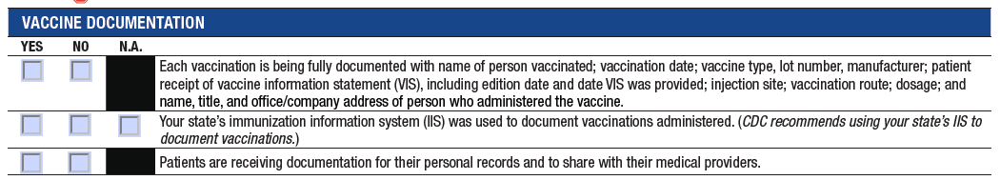 VACCINE DOCUMENTATION
YES NO N.A.
Each vaccination is being fully documented with name of person vaccinated; vaccination date; vaccine type, lot number, manufacturer; patient
receipt of vaccine information statement (VIS), including edition date and date VIS was provided; injection site; vaccination route; dosage; and
name, title, and office/company address of person who administered the vaccine.
Your state’s immunization information system (IIS) was used to document vaccinations administered. (CDC recommends using your state’s IIS to
document vaccinations.)
Patients are receiving documentation for their personal records and to share with their medical providers.